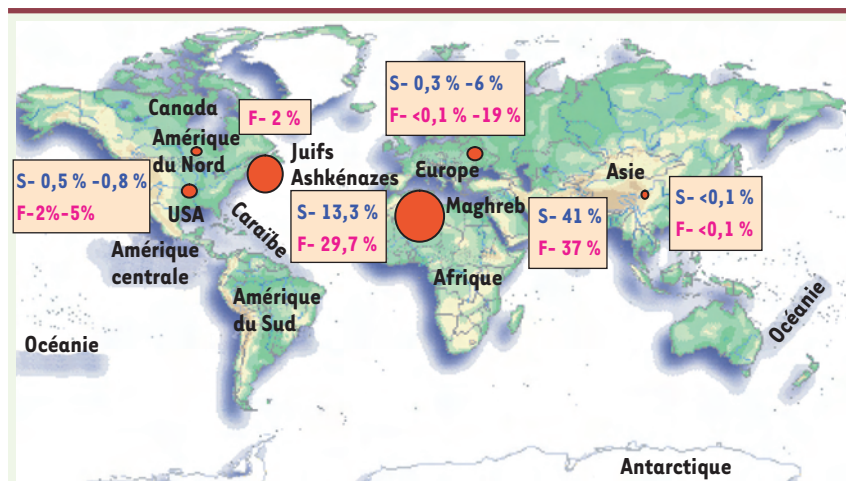 S- 0,3 % -6 %
F- <0,1 % -19 %
Canada
F- 2 %
Amérique
du Nord
Juifs
Ashkénazes
Europe
Asie
S- 0,5 % -0,8 %
F-2%-5%
USA
S- 13,3 %
F- 29,7 %
Maghreb
S- 41 %
F- 37 %
S- <0,1 %
F- <0,1 %
Caraïbe
Amérique
centrale
Afrique
Amérique
du Sud
Océanie
Océanie
Antarctique